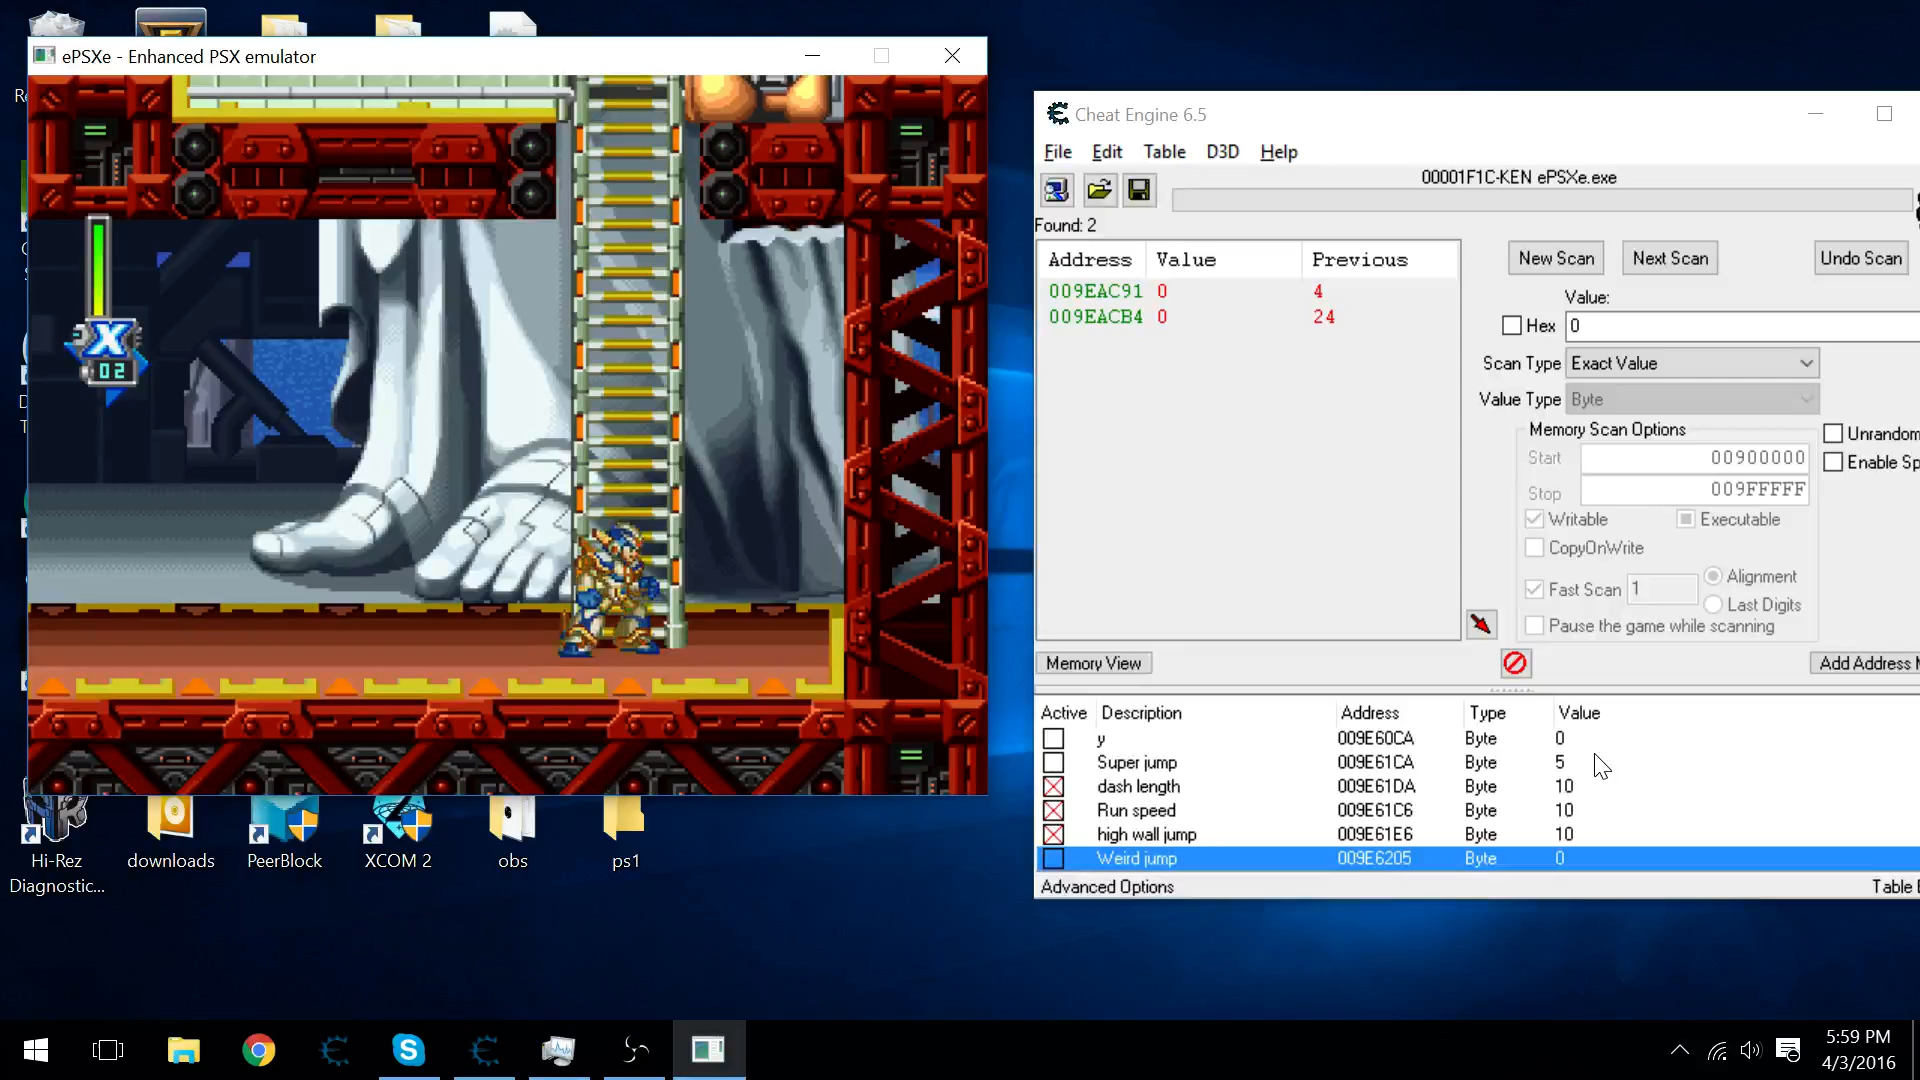 ePSXe - Enhanced PSX emulator
X
02
Cheat Engine 6.5
File Edit Table D3D Help
00001F1C-KEN ePSXe.exe
Found: 2
Address Value Previous
009EAC91 0 4
009EACB4 0 24
New Scan Next Scan Undo Scan
Value:
Hex 0
Scan Type Exact Value
Value Type Byte
Memory Scan Options
Unrandom
Start 00900000
Enable Sp
Stop 009FFFFF
Writable Executable
CopyOnWrite
Fast Scan 1 Alignment
Last Digits
Pause the game while scanning
Memory View Add Address M
Active Description Address Type Value
y 009E60CA Byte 0
Super jump 009E61CA Byte 5
dash length 009E61DA Byte 10
Run speed 009E61C6 Byte 10
high wall jump 009E61E6 Byte 10
Weird jump 009E6205 Byte 0
Advanced Options Table E
Hi-Rez
Diagnostic...
downloads
PeerBlock
XCOM 2
obs
ps1
5:59 PM
4/3/2016